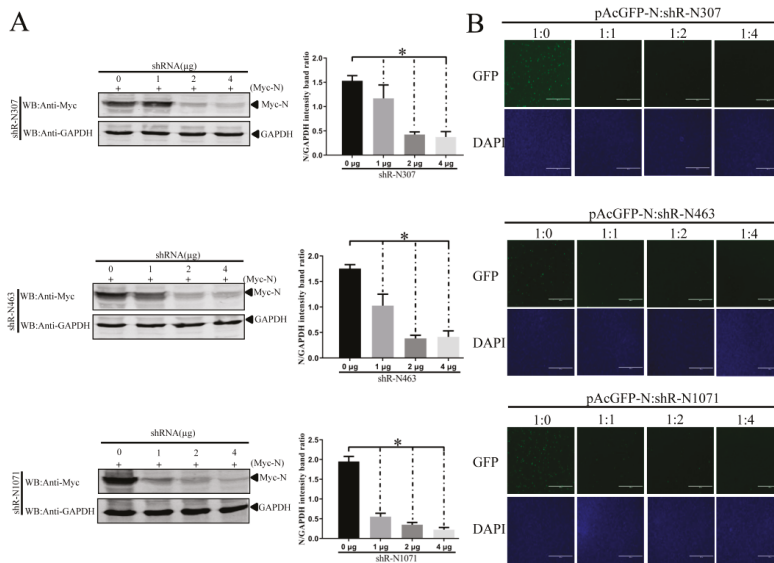 A
shRNA(µg)
0 1 2 4
+ + + + (Myc-N)
shR-N307
WB:Anti-Myc
Myc-N
WB:Anti-GAPDH
GAPDH
N/GAPDH intensity band ratio
2.0
1.5
1.0
0.5
0.0
*
0 µg 1 µg 2 µg 4 µg
shR-N307
shRNA(µg)
0 1 2 4
+ + + + (Myc-N)
shR-N463
WB:Anti-Myc
Myc-N
WB:Anti-GAPDH
GAPDH
N/GAPDH intensity band ratio
2.0
1.5
1.0
0.5
0.0
*
0 µg 1 µg 2 µg 4 µg
shR-N463
shRNA(µg)
0 1 2 4
+ + + + (Myc-N)
shR-N1071
WB:Anti-Myc
Myc-N
WB:Anti-GAPDH
GAPDH
N/GAPDH intensity band ratio
2.5
2.0
1.5
1.0
0.5
0.0
*
0 µg 1 µg 2 µg 4 µg
shR-N1071
B
pAcGFP-N:shR-N307
1:0 1:1 1:2 1:4
GFP
DAPI
pAcGFP-N:shR-N463
1:0 1:1 1:2 1:4
GFP
DAPI
pAcGFP-N:shR-N1071
1:0 1:1 1:2 1:4
GFP
DAPI